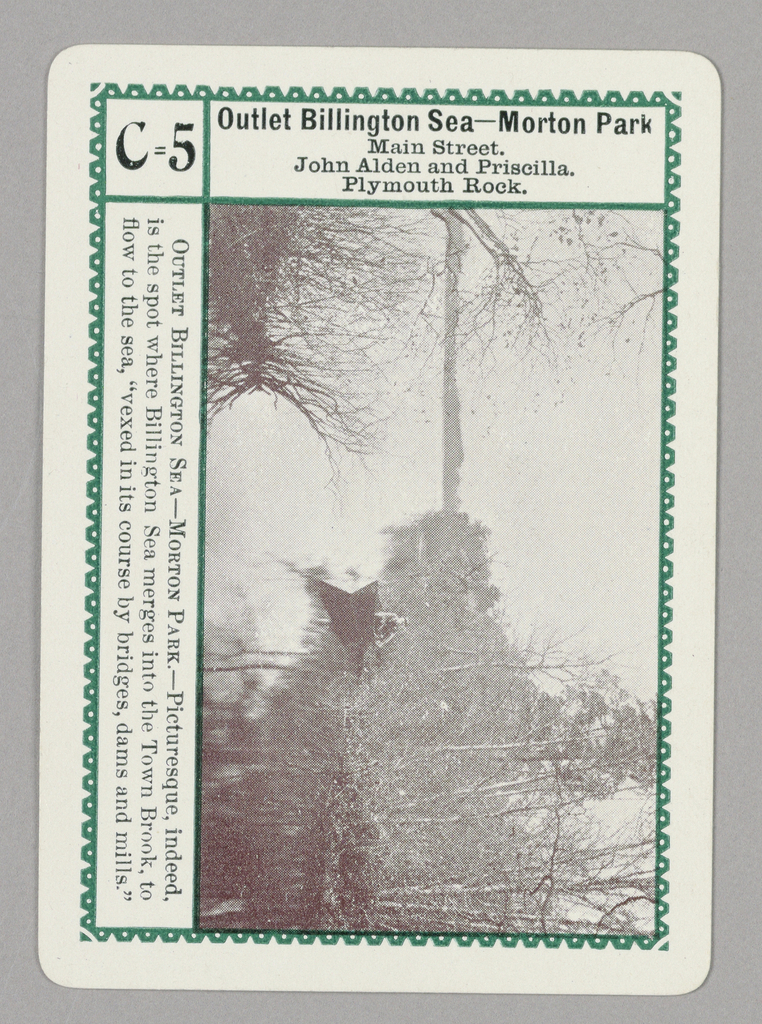 C=5
Outlet Billington Sea—Morton Park
Main Street.
John Alden and Priscilla.
Plymouth Rock.
Outlet Billington Sea—Morton Park.—Picturesque, indeed,
is the spot where Billington Sea merges into the Town Brook, to
flow to the sea, “vexed in its course by bridges, dams and mills.”